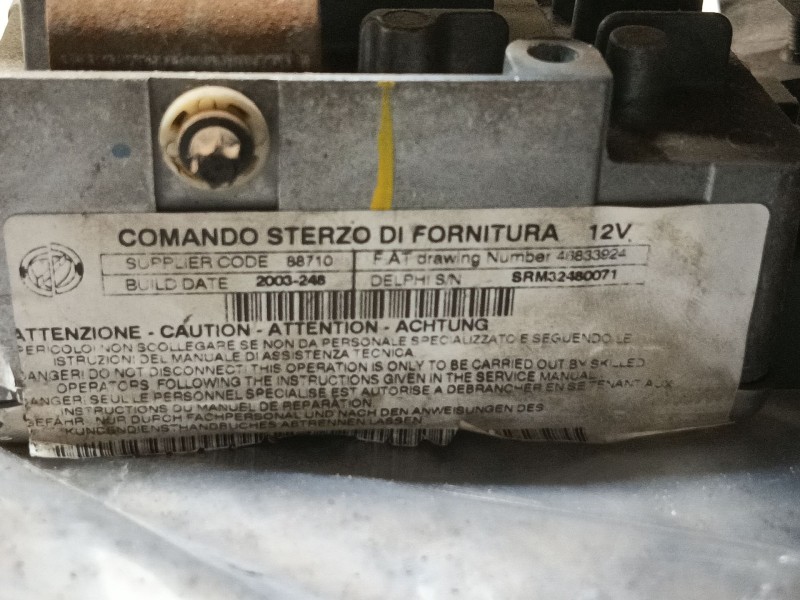 COMANDO STERZO DI FORNITURA 12V.
SUPPLIER CODE 88710 F.AT drawing Number 46833924
BUILD DATE 2003-248 DELPHI S/N SRM32480071
ATTENZIONE - CAUTION - ATTENTION - ACHTUNG
PERICOLO! NON SCOLLEGARE SE NON DA PERSONALE SPECIALIZZATO E SEGUENDO LE
ISTRUZIONI DEL MANUALE DI ASSISTENZA TECNICA
DANGER! DO NOT DISCONNECT! THIS OPERATION IS ONLY TO BE CARRIED OUT BY SKILLED
OPERATORS, FOLLOWING THE INSTRUCTIONS GIVEN IN THE SERVICE MANUAL
DANGER! SEUL LE PERSONNEL SPECIALISE EST AUTORISE A DEBRANCHER EN SE TENANT AUX
INSTRUCTIONS DU MANUEL DE REPARATION
GEFAHR! NUR DURCH FACHPERSONAL UND NACH DEN ANWEISUNGEN DES
KUNDENDIENSTHANDBUCHES ABTRENNEN LASSEN